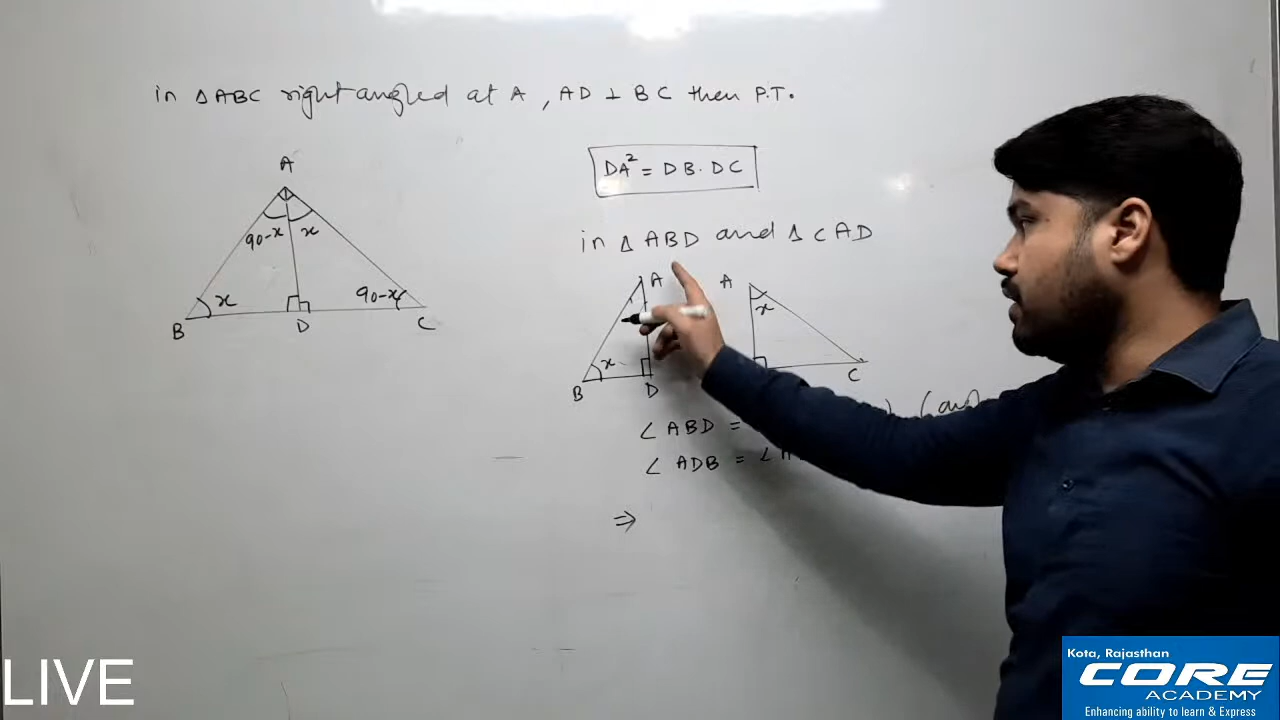 in △ABC right angled at A, AD ⊥ BC then P.T.
DA² = DB. DC
A
90-x x
x 90-x
B D C
in △ ABD and △ CAD
A A
x
x
B D C
∠ ABD =
∠ ADB = ∠ A
⇒
LIVE
Kota, Rajasthan
CORE
ACADEMY
Enhancing ability to learn & Express